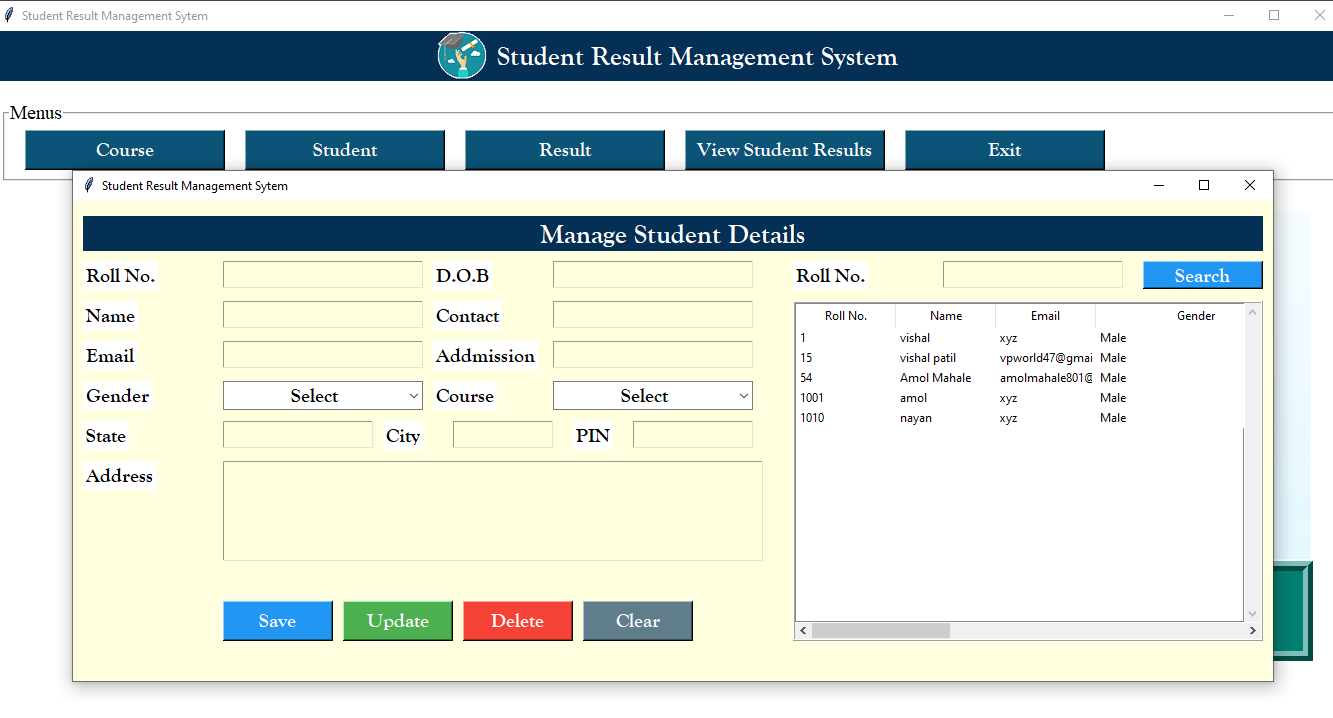 Student Result Management Sytem
Student Result Management System
Menus
Course Student Result View Student Results Exit
Student Result Management Sytem
Manage Student Details
Roll No. D.O.B Roll No. Search
Name Contact
Email Addmission
Gender Select Course Select
State City PIN
Address
Save Update Delete Clear
Roll No. Name Email Gender
1 vishal xyz Male
15 vishal patil vpworld47@gmai Male
54 Amol Mahale amolmahale801@ Male
1001 amol xyz Male
1010 nayan xyz Male